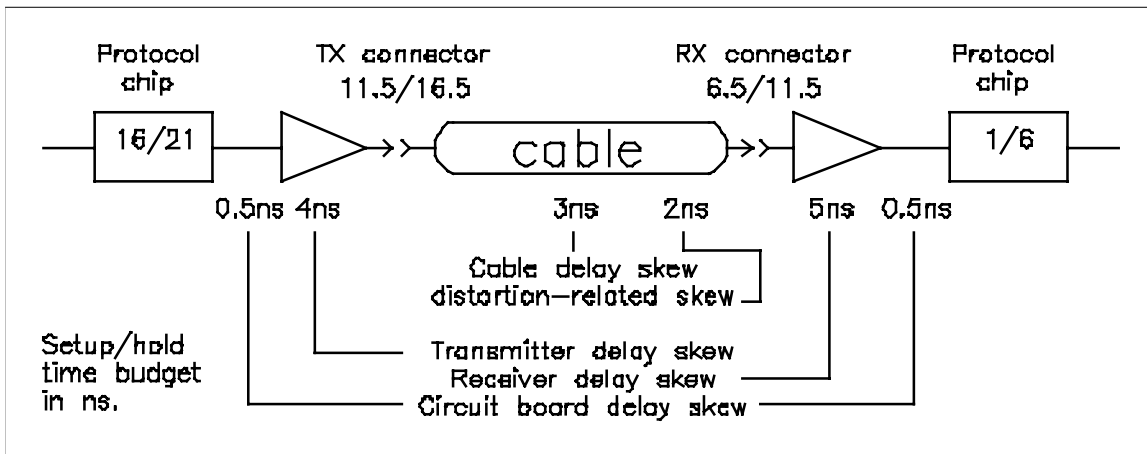 Protocol
chip
TX connector
11.5/16.5
RX connector
6.5/11.5
Protocol
chip
16/21
cable
1/6
0.5ns 4ns 3ns 2ns 5ns 0.5ns
Cable delay skew
distortion-related skew
Setup/hold
time budget
in ns.
Transmitter delay skew
Receiver delay skew
Circuit board delay skew